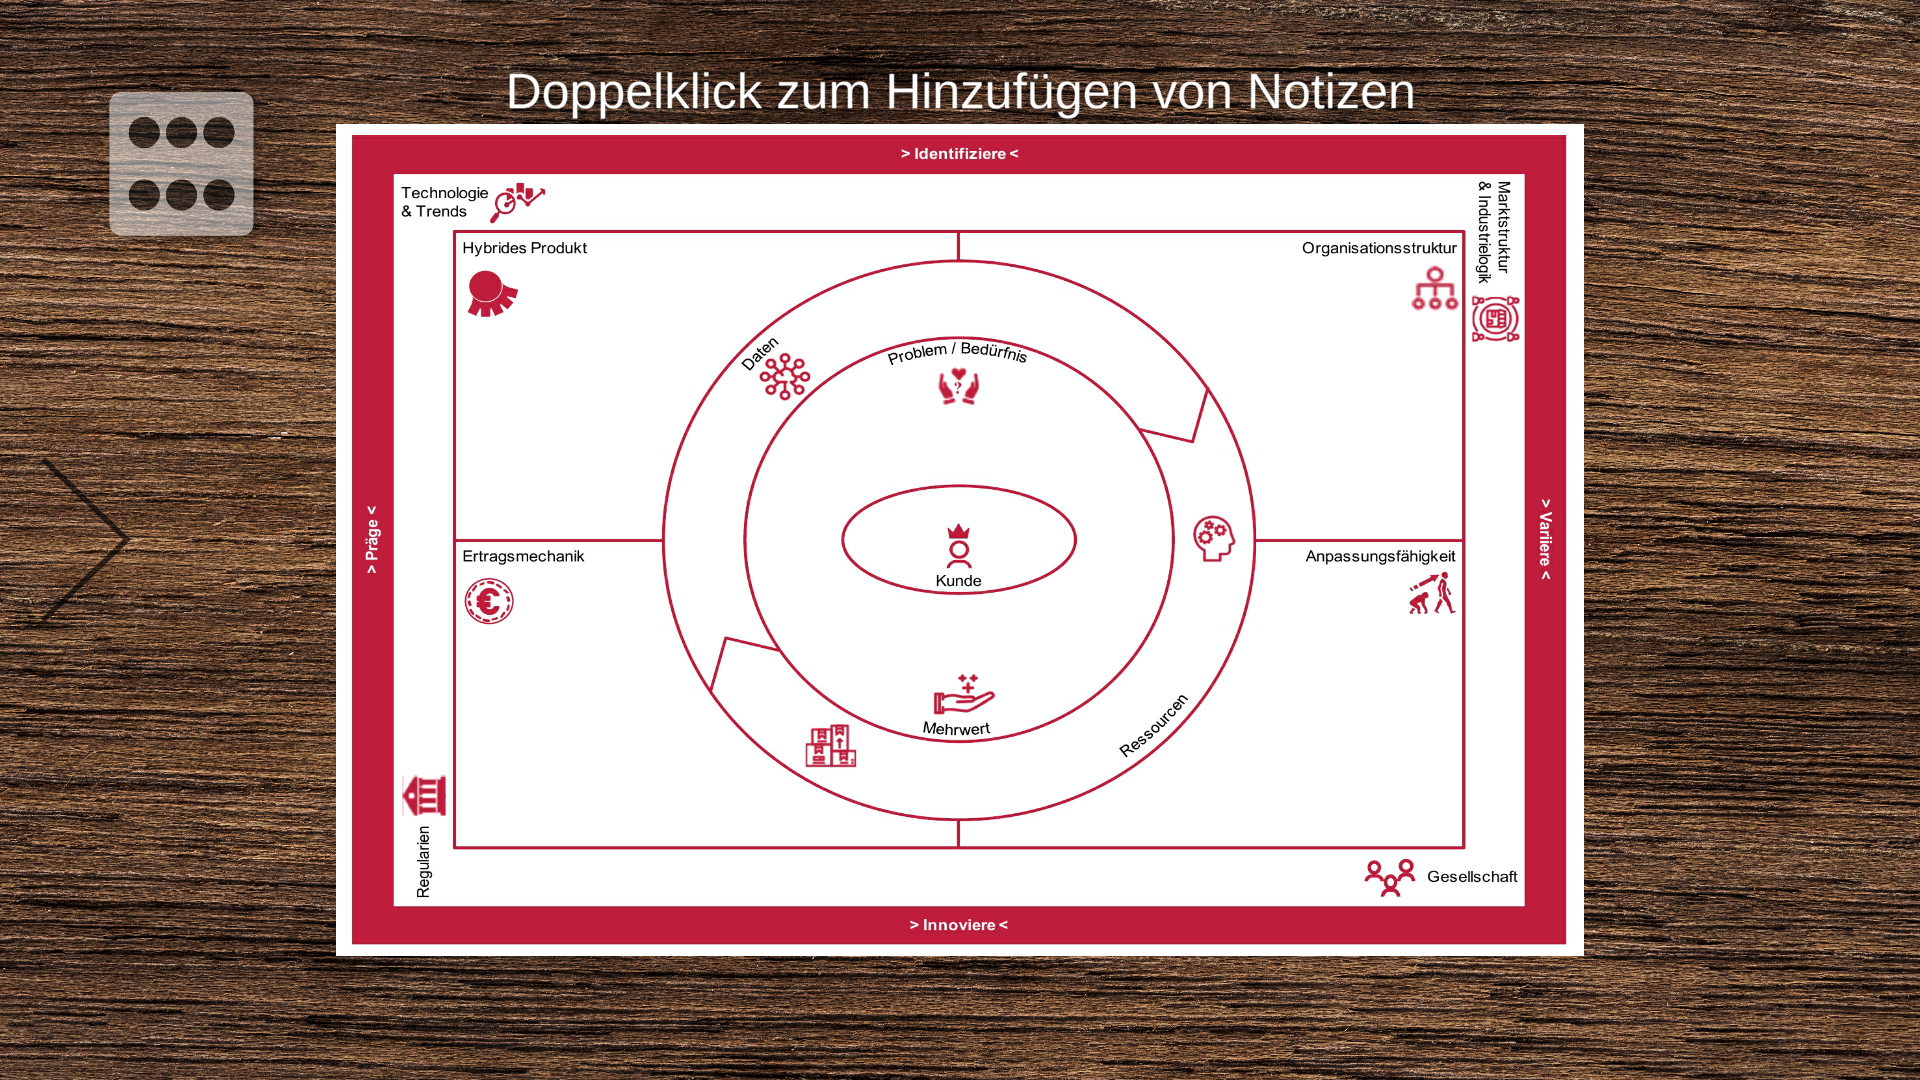 Doppelklick zum Hinzufügen von Notizen
> Identifiziere <
Technologie
& Trends
Marktstruktur
& Industrielogik
Hybrides Produkt
Organisationsstruktur
Daten
Problem / Bedürfnis
?
> Präge <
> Variiere <
Ertragsmechanik
€
Kunde
Anpassungsfähigkeit
Mehrwert
Ressourcen
Regularien
Gesellschaft
> Innoviere <